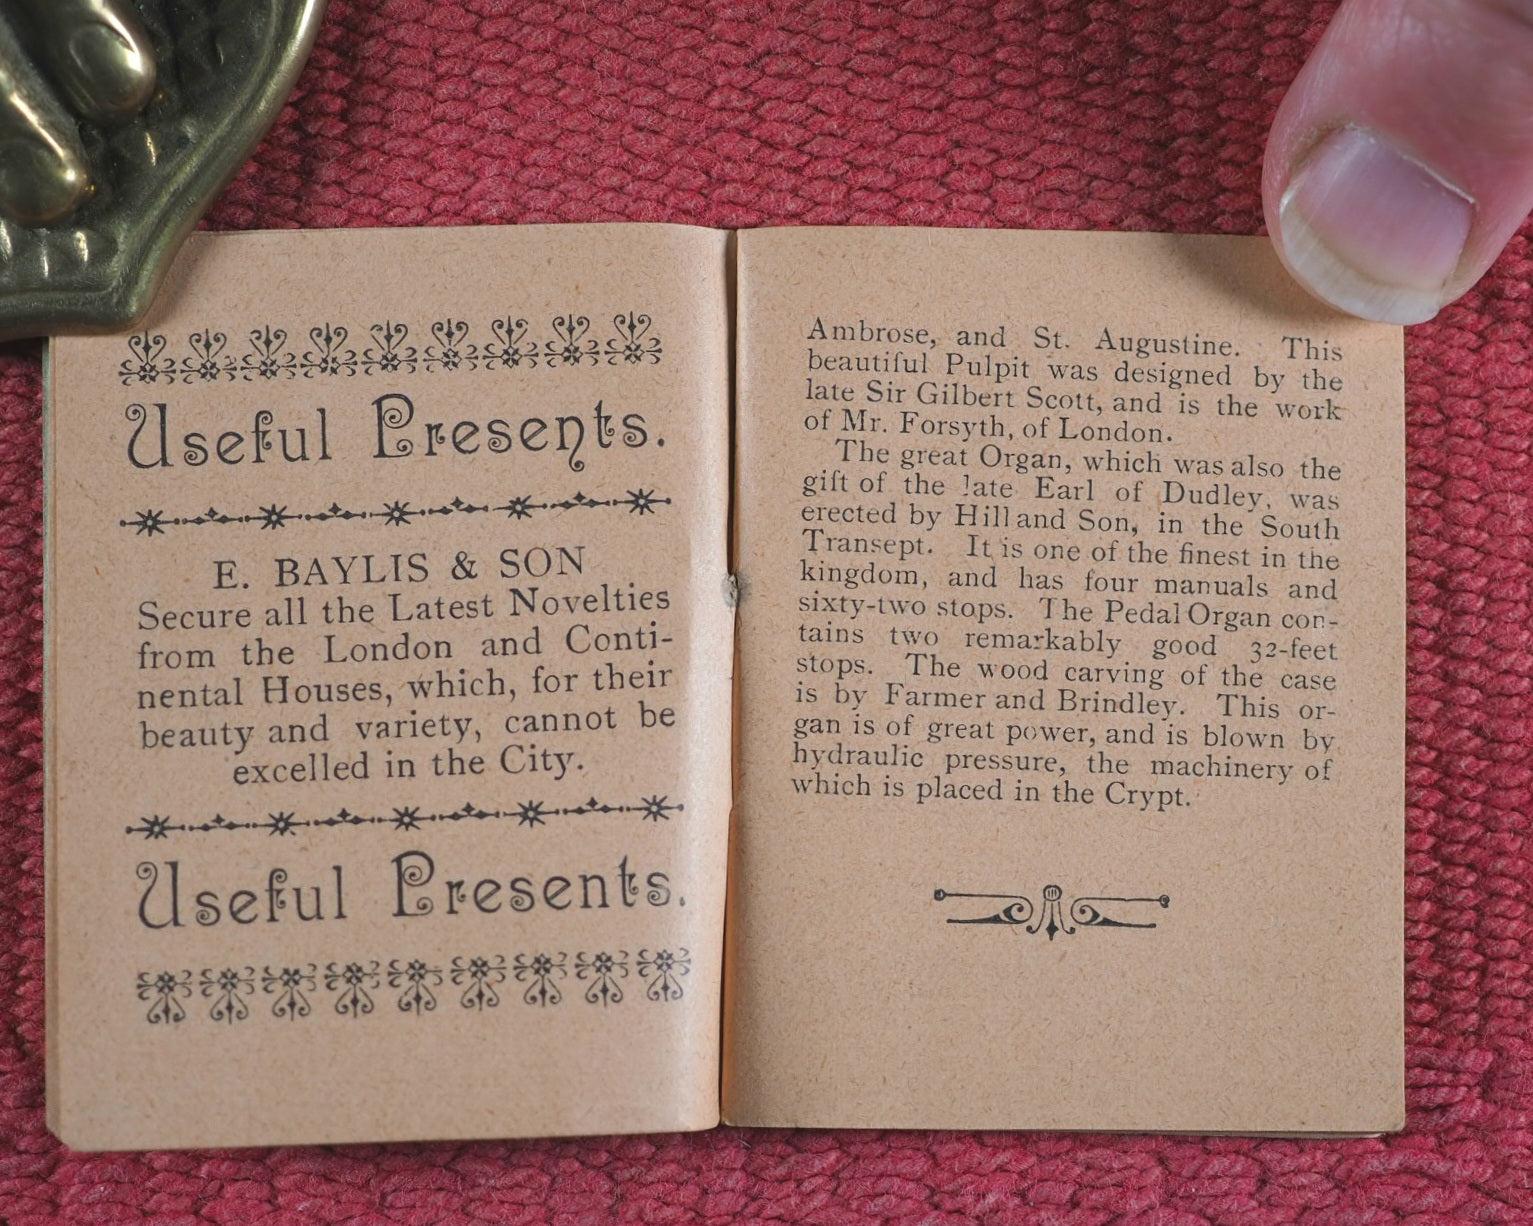 Useful Presents.
E. BAYLIS & SON
Secure all the Latest Novelties
from the London and Conti-
nental Houses, which, for their
beauty and variety, cannot be
excelled in the City.
Useful Presents.
Ambrose, and St. Augustine. This
beautiful Pulpit was designed by the
late Sir Gilbert Scott, and is the work
of Mr. Forsyth, of London.
The great Organ, which was also the
gift of the late Earl of Dudley, was
erected by Hill and Son, in the South
Transept. It is one of the finest in the
kingdom, and has four manuals and
sixty-two stops. The Pedal Organ con-
tains two remarkably good 32-feet
stops. The wood carving of the case
is by Farmer and Brindley. This or-
gan is of great power, and is blown by
hydraulic pressure, the machinery of
which is placed in the Crypt.